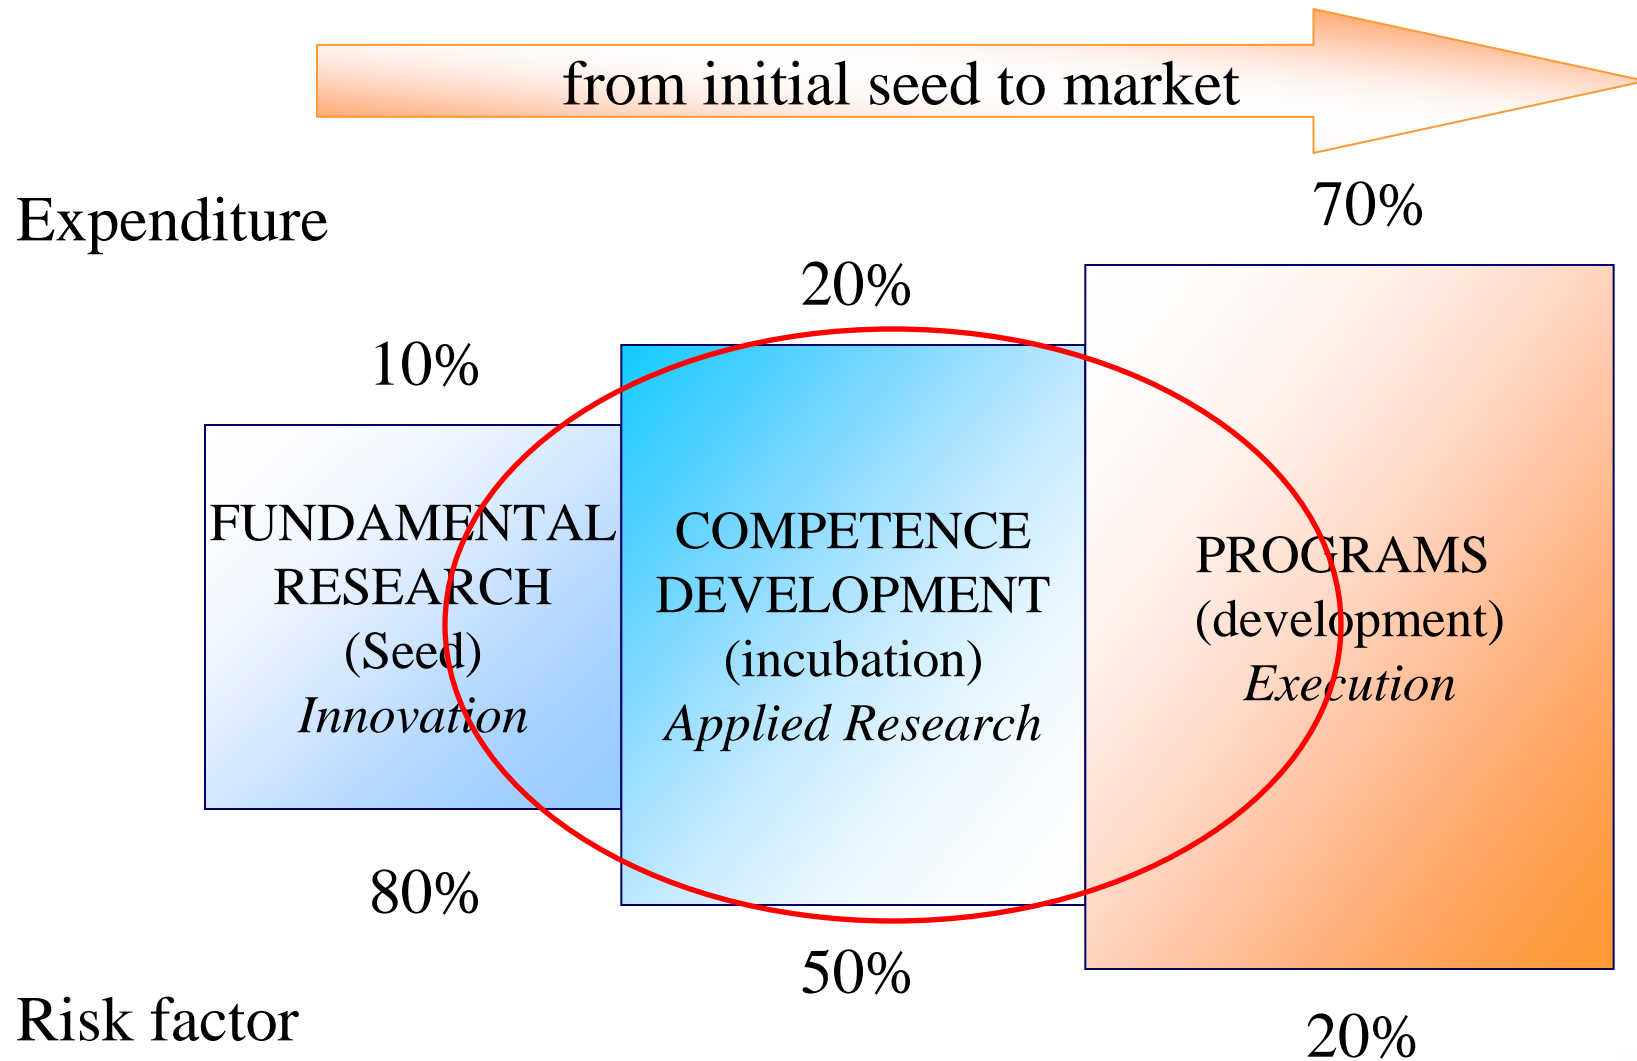 from initial seed to market
Expenditure
70%
20%
10%
FUNDAMENTAL
RESEARCH
(Seed)
Innovation
COMPETENCE
DEVELOPMENT
(incubation)
Applied Research
PROGRAMS
(development)
Execution
80%
50%
20%
Risk factor